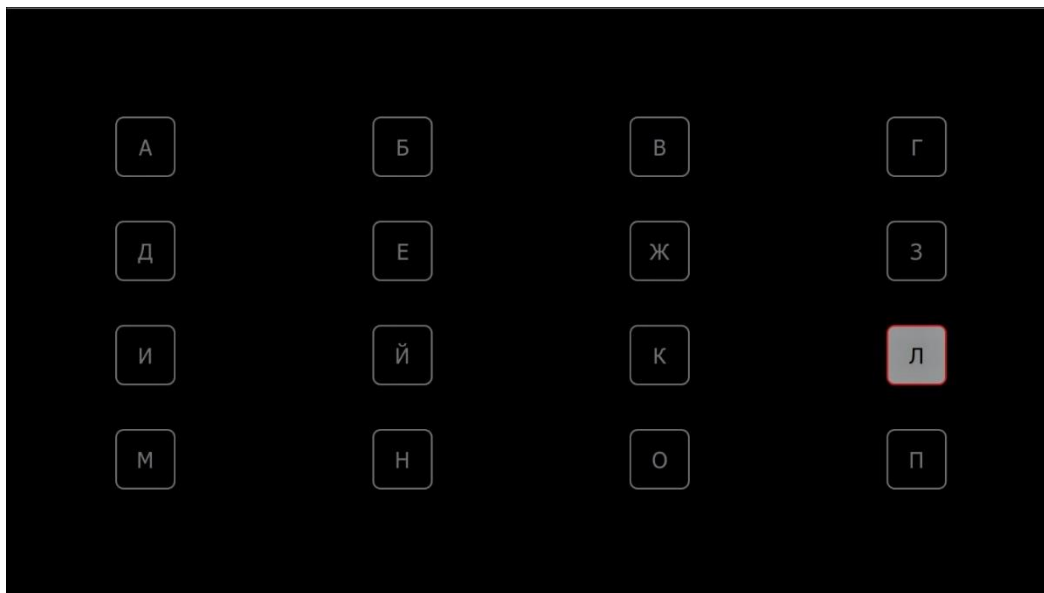 А Б В Г
Д Е Ж З
И Й К Л
М Н О П